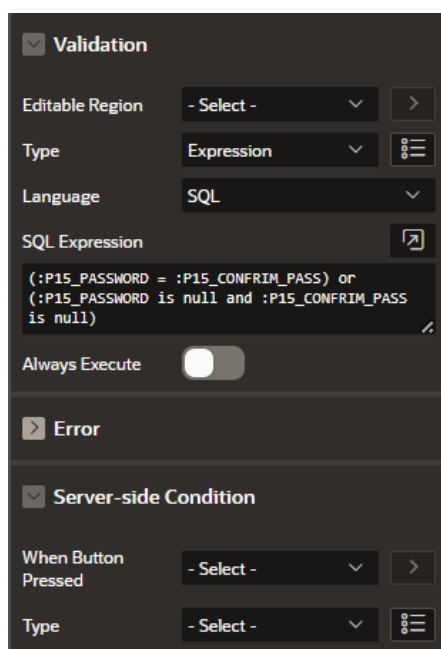 Validation
Editable Region - Select -
Type Expression
Language SQL
SQL Expression
(:P15_PASSWORD = :P15_CONFRIM_PASS) or
(:P15_PASSWORD is null and :P15_CONFRIM_PASS
is null)
Always Execute
Error
Server-side Condition
When Button
Pressed - Select -
Type - Select -